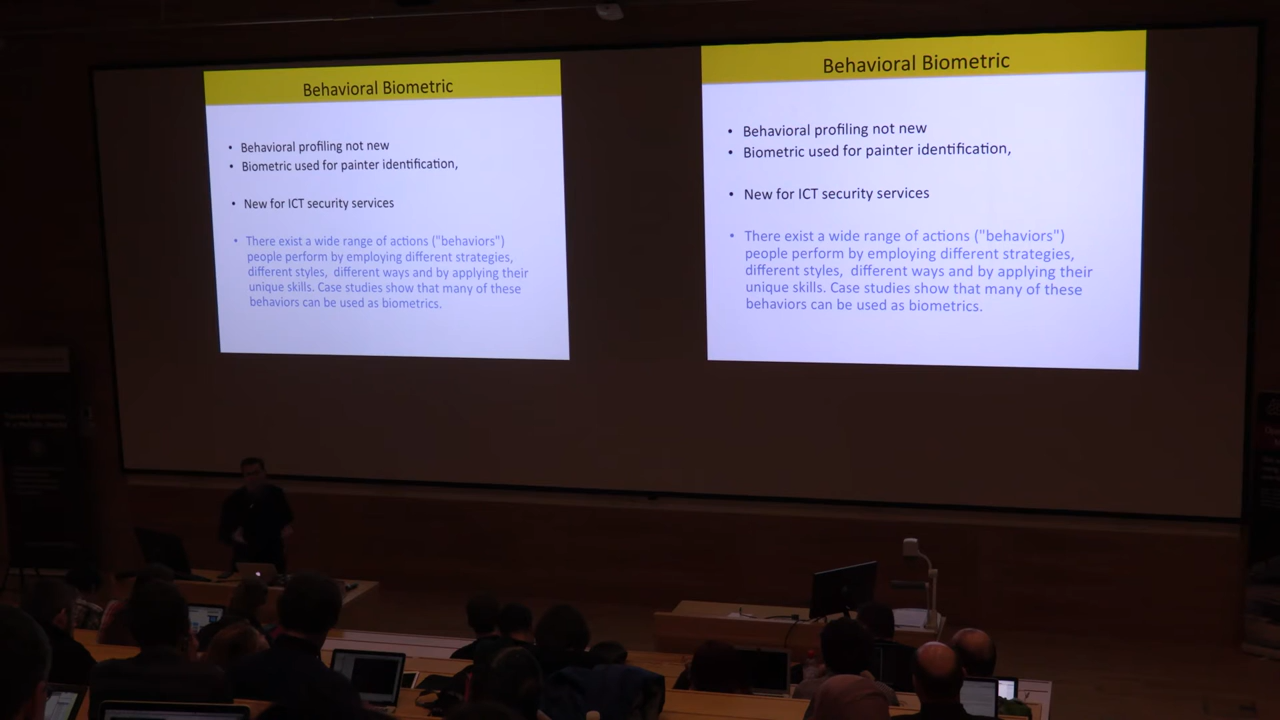 Behavioral Biometric
• Behavioral profiling not new
• Biometric used for painter identification,
• New for ICT security services
• There exist a wide range of actions ("behaviors")
people perform by employing different strategies,
different styles,  different ways and by applying their
unique skills. Case studies show that many of these
behaviors can be used as biometrics.
Behavioral Biometric
• Behavioral profiling not new
• Biometric used for painter identification,
• New for ICT security services
• There exist a wide range of actions ("behaviors")
people perform by employing different strategies,
different styles,  different ways and by applying their
unique skills. Case studies show that many of these
behaviors can be used as biometrics.